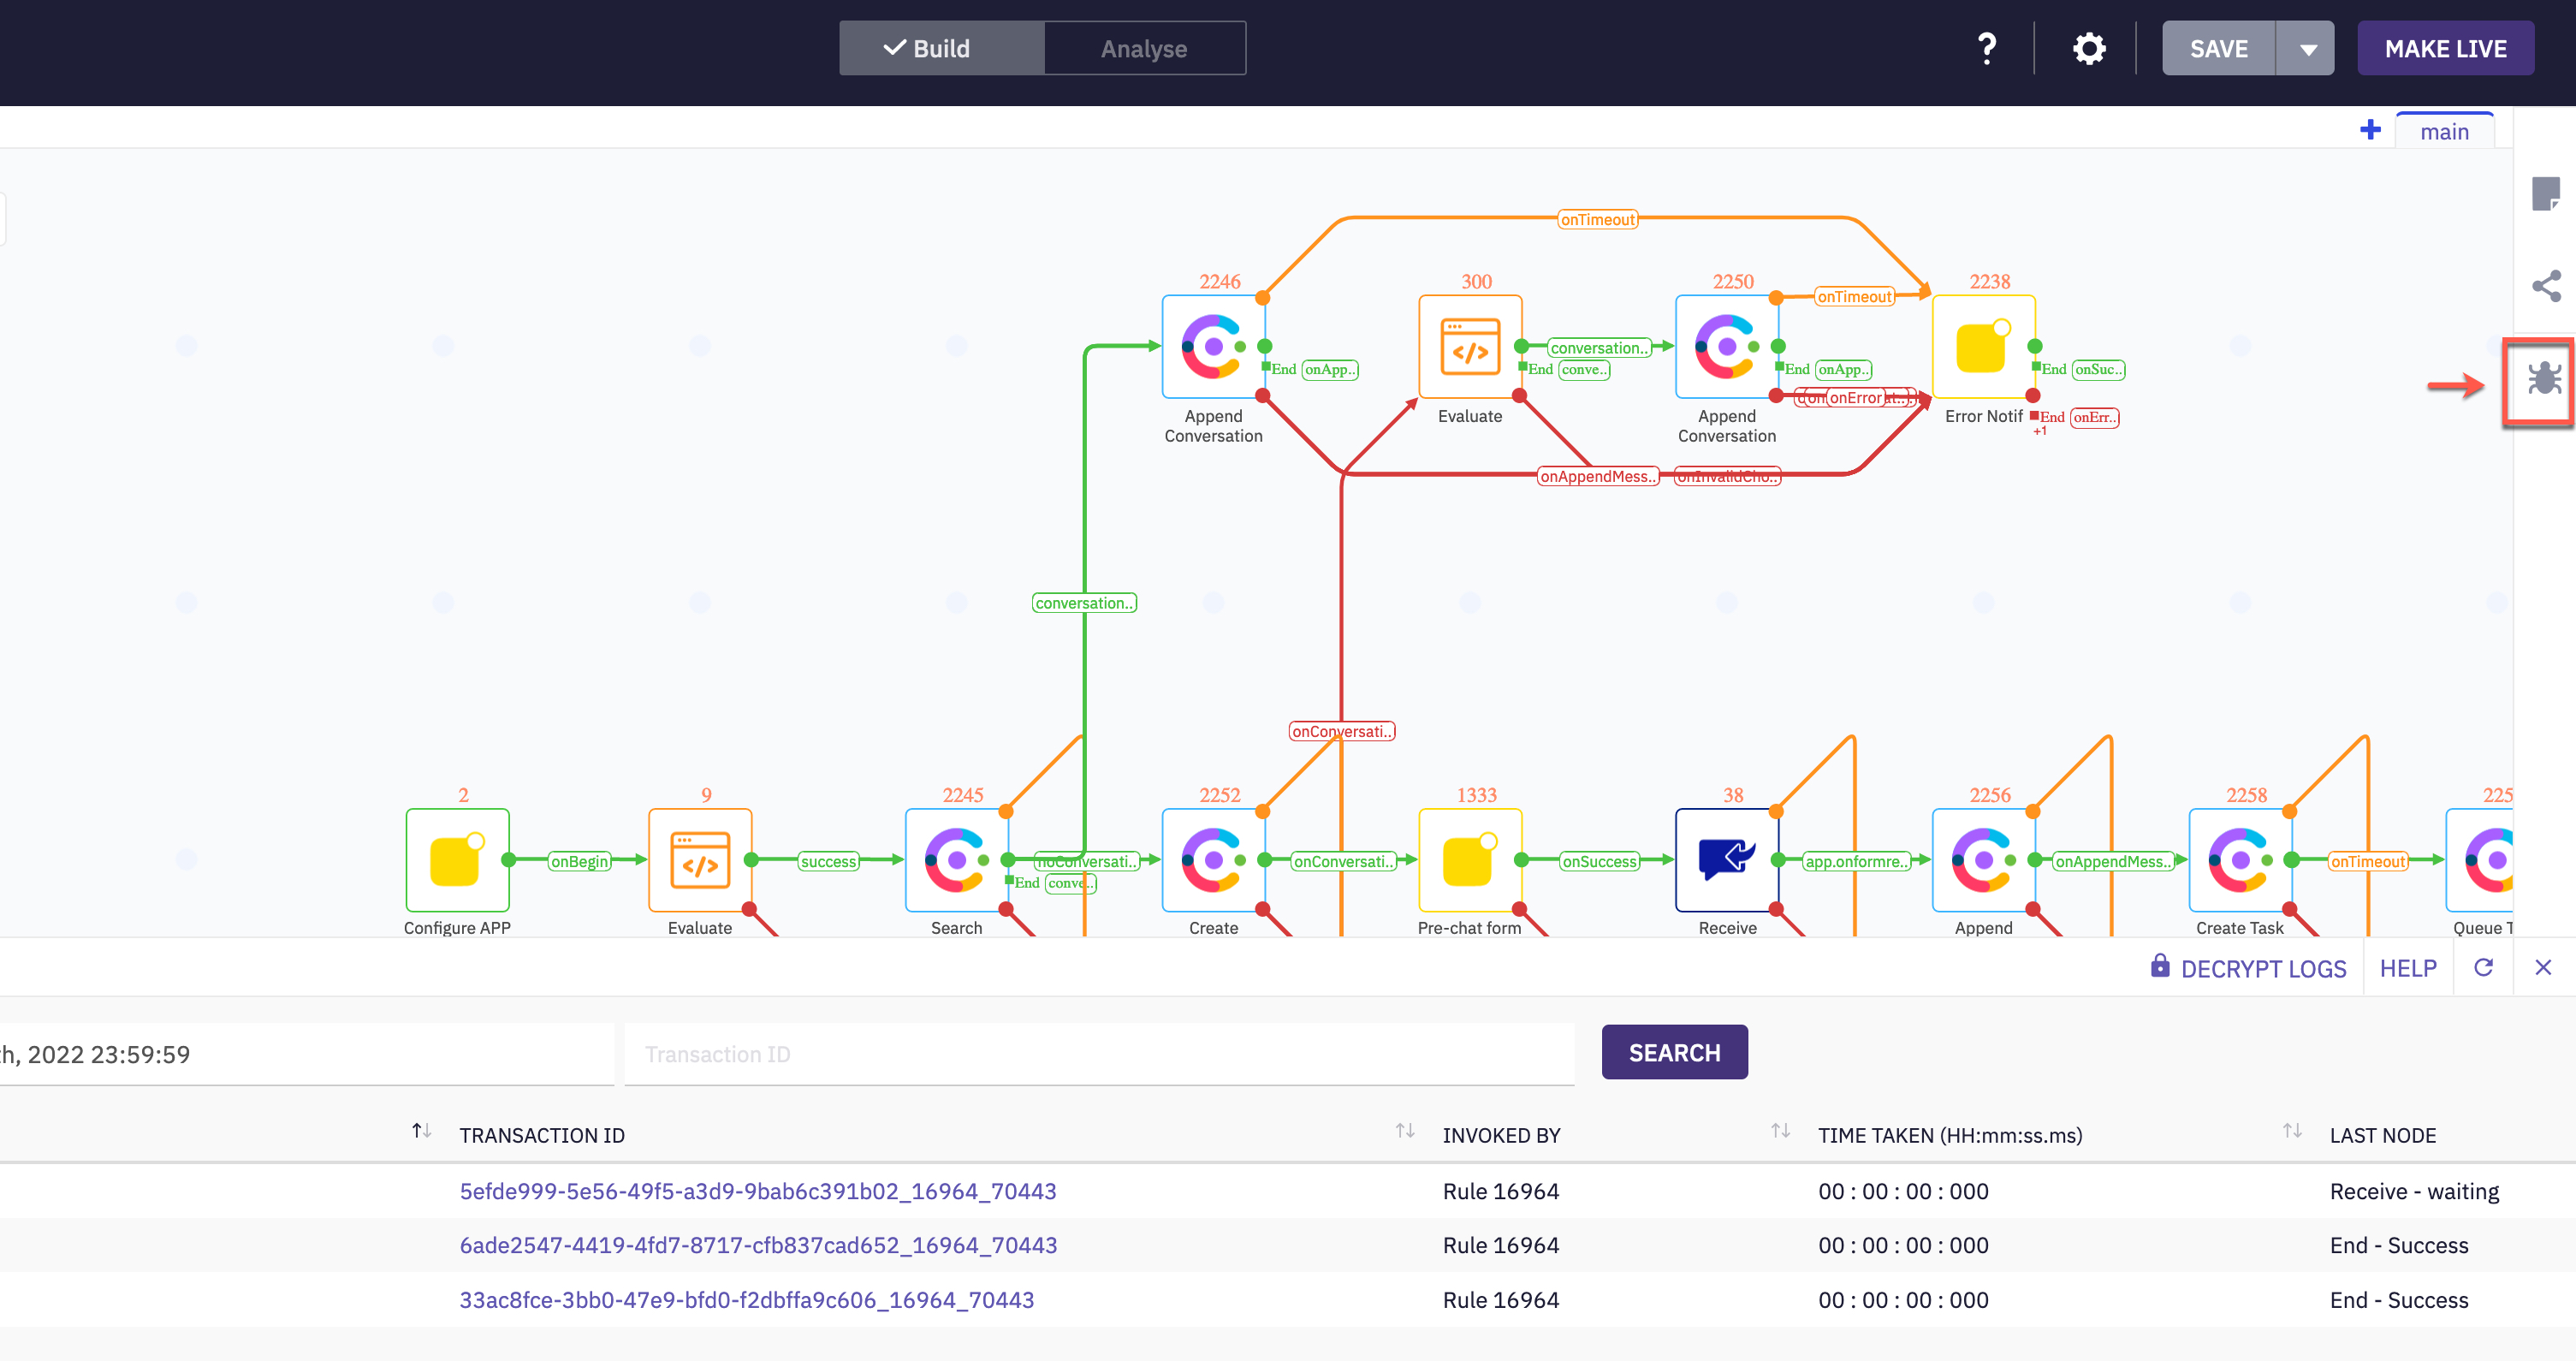 Build
Analyse
?
SAVE
MAKE LIVE
main
onTimeout
2246
300
2250
2238
onTimeout
conversation..
End onApp..
End conve..
End onApp..
End onSuc..
onError
Append
Conversation
Evaluate
Append
Conversation
Error Notif
End onErr..
+1
onAppendMess..
onInvalidCho..
conversation..
onConversati..
2
9
2245
2252
1333
38
2256
2258
225
onBegin
success
noConversati..
onConversati..
onSuccess
app.onformre..
onAppendMess..
onTimeout
End conve..
Configure APP
Evaluate
Search
Create
Pre-chat form
Receive
Append
Create Task
Queue T
DECRYPT LOGS
HELP
th, 2022 23:59:59
Transaction ID
SEARCH
TRANSACTION ID
INVOKED BY
TIME TAKEN (HH:mm:ss.ms)
LAST NODE
5efde999-5e56-49f5-a3d9-9bab6c391b02_16964_70443
Rule 16964
00 : 00 : 00 : 000
Receive - waiting
6ade2547-4419-4fd7-8717-cfb837cad652_16964_70443
Rule 16964
00 : 00 : 00 : 000
End - Success
33ac8fce-3bb0-47e9-bfd0-f2dbffa9c606_16964_70443
Rule 16964
00 : 00 : 00 : 000
End - Success